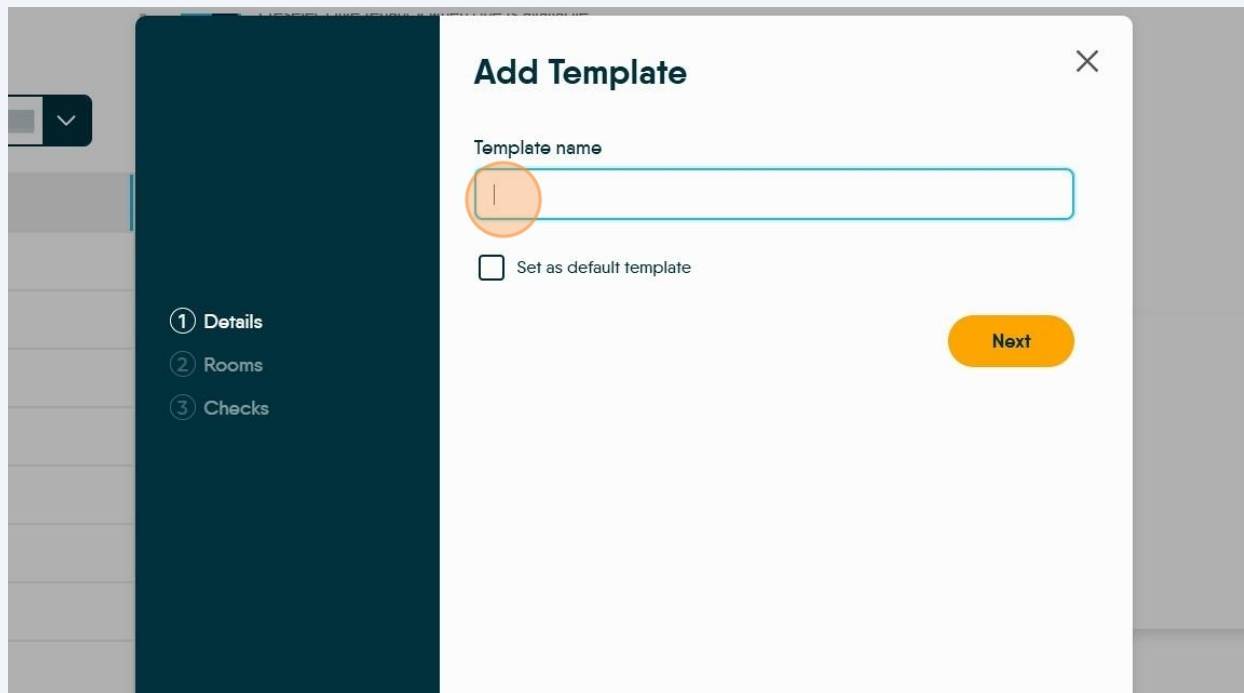 Add Template
Template name
Set as default template
Next
1 Details
2 Rooms
3 Checks